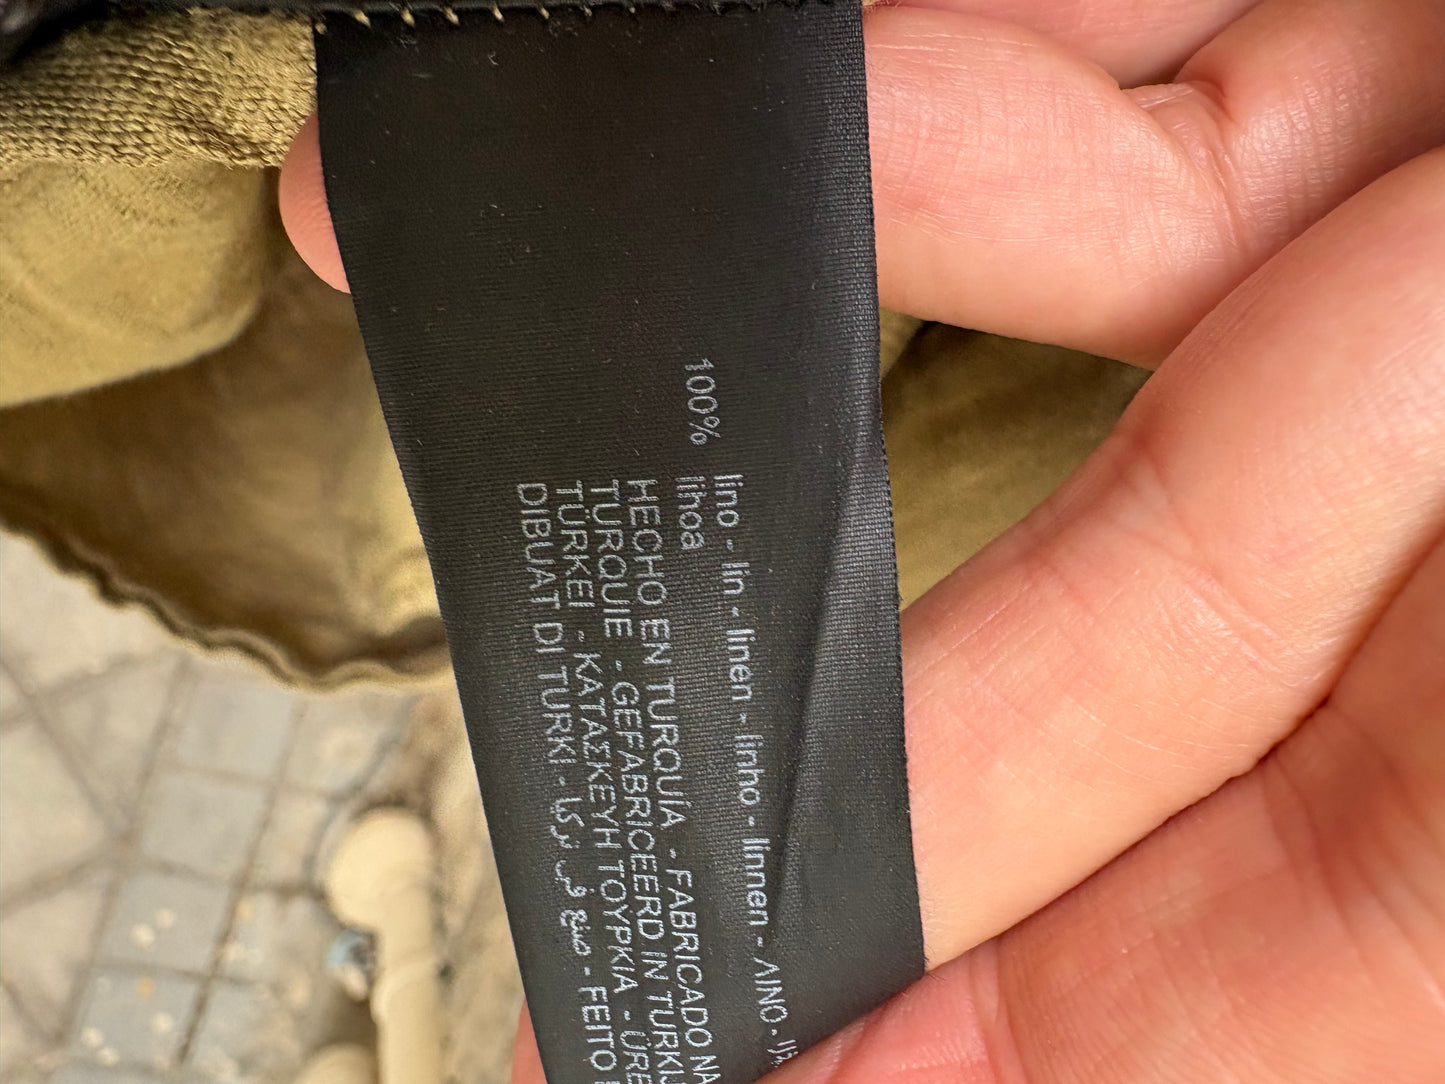 100% lino - lin - linen - linho - linnen - ΛΙΝΟ -
lihoa
HECHO EN TURQUÍA - FABRICADO NA
TURQUIE - GEFABRICEERD IN
TÜRKEI - ΚΑΤΑΣΚΕΥΗ ΤΟΥΡΚΙΑ -
DIBUAT DI TURKI - صنع في تركيا - FEITO